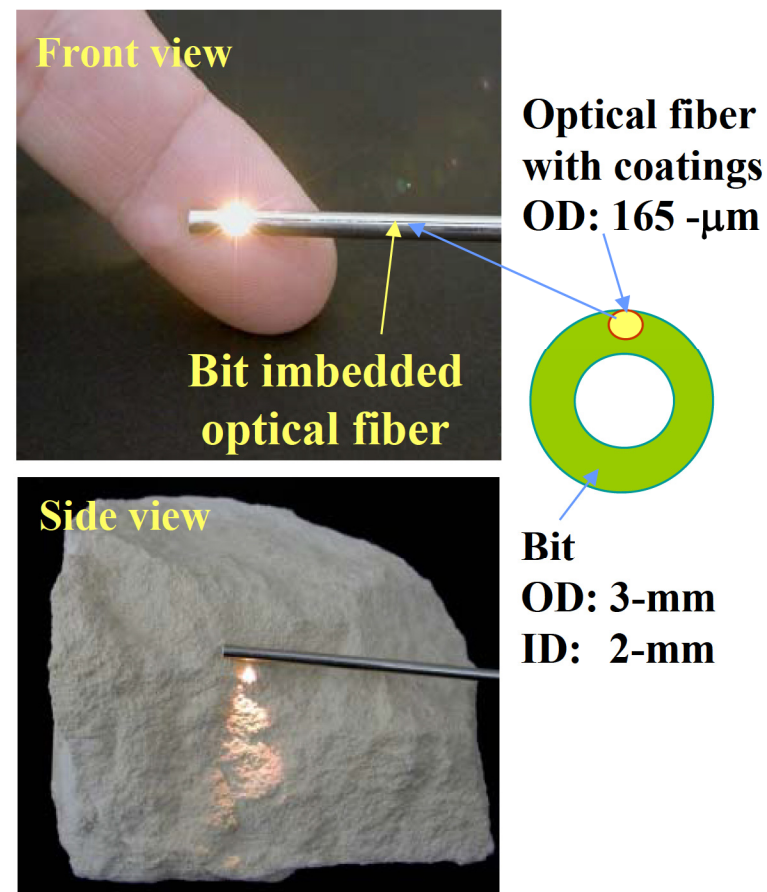 Front view
Optical fiber
with coatings
OD: 165 -μm
Bit imbedded
optical fiber
Side view
Bit
OD: 3-mm
ID: 2-mm